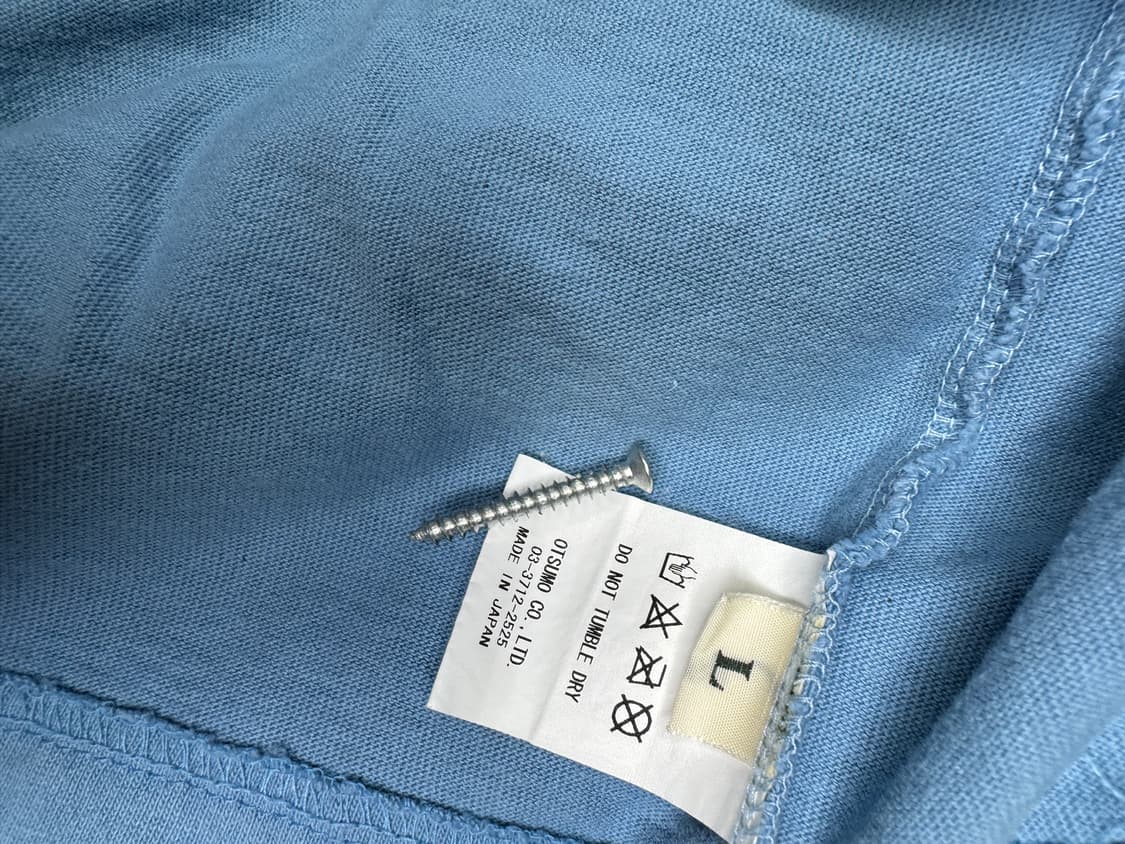 L
DO NOT TUMBLE DRY
OTSUMO CO.,LTD.
03-3712-2525
MADE IN JAPAN